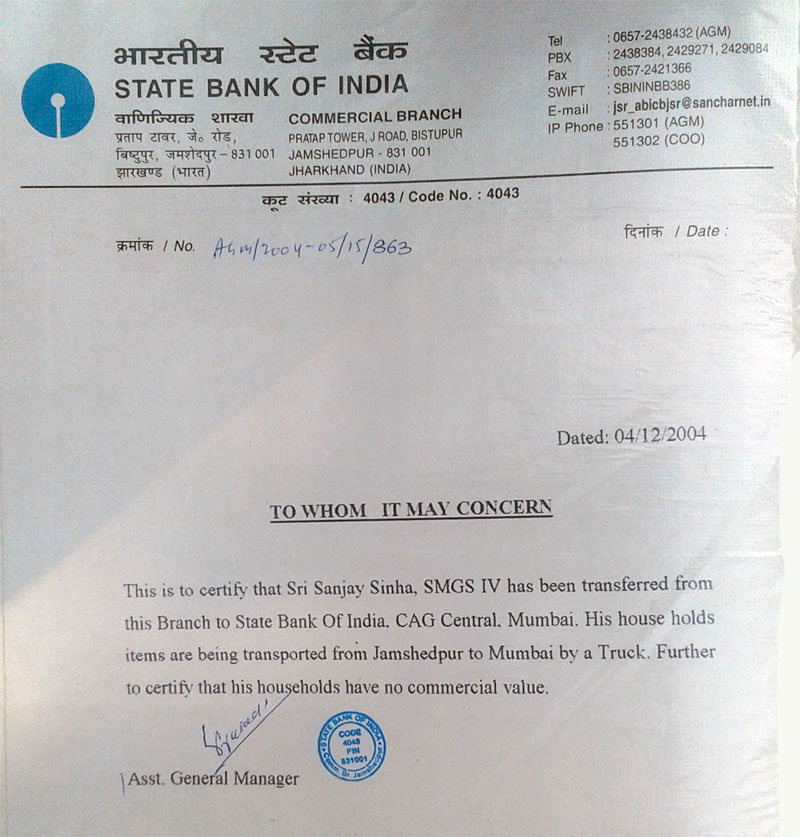 भारतीय स्टेट बैंक
STATE BANK OF INDIA
वाणिज्यिक शाखा
प्रताप टावर, जे० रोड,
बिष्टुपुर, जमशेदपुर – 831 001
झारखण्ड (भारत)
COMMERCIAL BRANCH
PRATAP TOWER, J ROAD, BISTUPUR
JAMSHEDPUR - 831 001
JHARKHAND (INDIA)
Tel : 0657-2438432 (AGM)
PBX : 2438384, 2429271, 2429084
Fax : 0657-2421366
SWIFT : SBININBB386
E-mail : jsr_abicbjsr@sancharnet.in
IP Phone : 551301 (AGM)
551302 (COO)
कूट संख्या : 4043 / Code No. : 4043
क्रमांक / No. AGM/2004-05/15/863
दिनांक / Date :
Dated: 04/12/2004
TO WHOM IT MAY CONCERN
This is to certify that Sri Sanjay Sinha, SMGS IV has been transferred from
this Branch to State Bank Of India, CAG Central, Mumbai. His house holds
items are being transported from Jamshedpur to Mumbai by a Truck. Further
to certify that his households have no commercial value.
STATE BANK OF INDIA
CODE
4043
PIN
831001
Comm. Br. Jamshedpur
Asst. General Manager